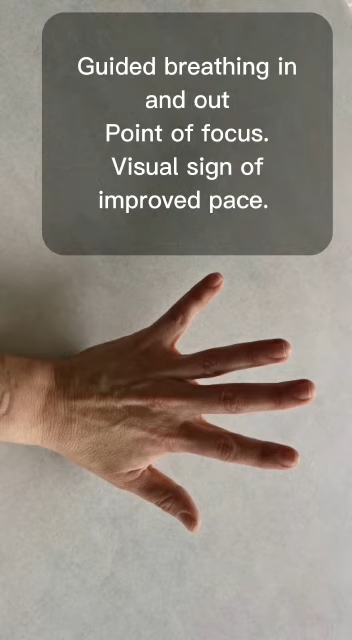 Guided breathing in
and out
Point of focus.
Visual sign of
improved pace.